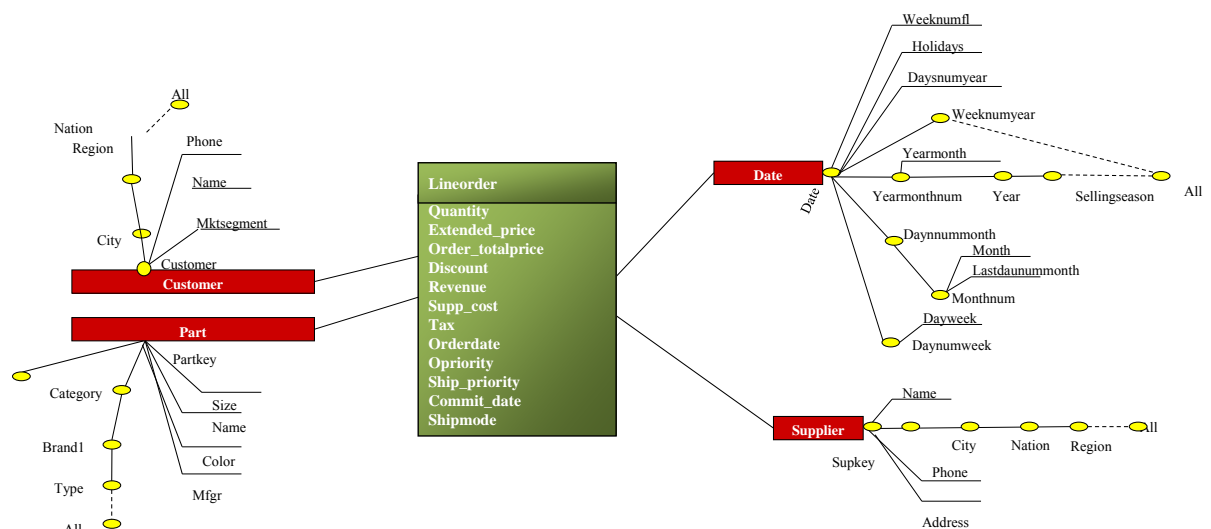 All
Nation
Region
Phone
Name
Mktsegment
City
Customer
Customer
Part
Partkey
Category
Size
Name
Brand1
Color
Type
Mfgr
All
Lineorder
Quantity
Extended_price
Order_totalprice
Discount
Revenue
Supp_cost
Tax
Orderdate
Opriority
Ship_priority
Commit_date
Shipmode
Weeknumfl
Holidays
Daysnumyear
Weeknumyear
Yearmonth
Date
Date
Yearmonthnum
Year
Sellingseason
All
Daynnummonth
Month
Lastdaunummonth
Monthnum
Dayweek
Daynumweek
Name
Supplier
Supkey
City
Nation
Region
All
Phone
Address